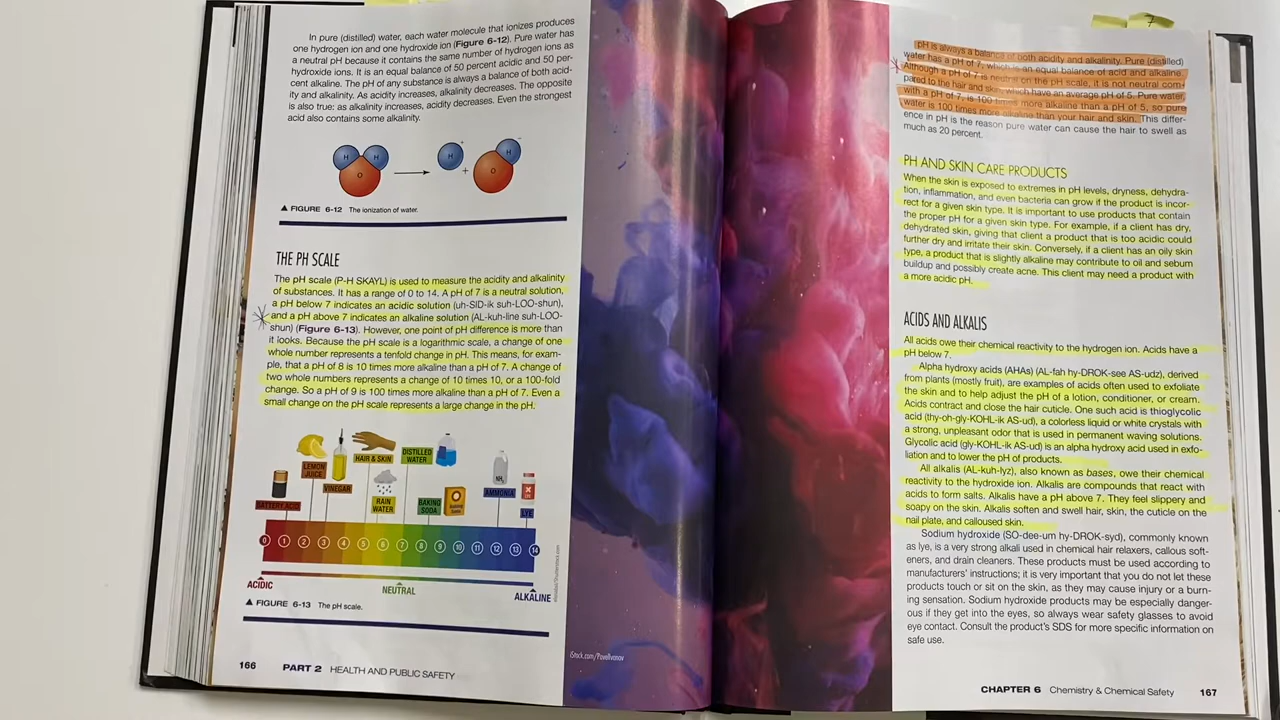 In pure (distilled) water, each water molecule that ionizes produces
one hydrogen ion and one hydroxide ion (Figure 6-12). Pure water has
a neutral pH because it contains the same number of hydrogen ions as
hydroxide ions. It is an equal balance of 50 percent acidic and 50 per-
cent alkaline. The pH of any substance is always a balance of both acid-
ity and alkalinity. As acidity increases, alkalinity decreases. The opposite
is also true: as alkalinity increases, acidity decreases. Even the strongest
acid also contains some alkalinity.
H H O H + + O H -
▲ FIGURE 6-12 The ionization of water.
THE PH SCALE
The pH scale (P-H SKAYL) is used to measure the acidity and alkalinity
of substances. It has a range of 0 to 14. A pH of 7 is a neutral solution,
a pH below 7 indicates an acidic solution (uh-SID-ik suh-LOO-shun),
and a pH above 7 indicates an alkaline solution (AL-kuh-line suh-LOO-
shun) (Figure 6-13). However, one point of pH difference is more than
it looks. Because the pH scale is a logarithmic scale, a change of one
whole number represents a tenfold change in pH. This means, for exam-
ple, that a pH of 8 is 10 times more alkaline than a pH of 7. A change of
two whole numbers represents a change of 10 times 10, or a 100-fold
change. So a pH of 9 is 100 times more alkaline than a pH of 7. Even a
small change on the pH scale represents a large change in the pH.
BATTERY ACID
LEMON
JUICE
VINEGAR
HAIR & SKIN
RAIN
WATER
DISTILLED
WATER
BAKING
SODA
NH₃
AMMONIA
LYE
0 1 2 3 4 5 6 7 8 9 10 11 12 13 14
ACIDIC
NEUTRAL
ALKALINE
▲ FIGURE 6-13 The pH scale.
166 PART 2 HEALTH AND PUBLIC SAFETY
iStock.com/PavelIvanov
7
pH is always a balance of both acidity and alkalinity. Pure (distilled)
water has a pH of 7, which is an equal balance of acid and alkaline.
Although a pH of 7 is neutral on the pH scale, it is not neutral com-
pared to the hair and skin, which have an average pH of 5. Pure water,
with a pH of 7, is 100 times more alkaline than a pH of 5, so pure
water is 100 times more alkaline than your hair and skin. This differ-
ence in pH is the reason pure water can cause the hair to swell as
much as 20 percent.
PH AND SKIN CARE PRODUCTS
When the skin is exposed to extremes in pH levels, dryness, dehydra-
tion, inflammation, and even bacteria can grow if the product is incor-
rect for a given skin type. It is important to use products that contain
the proper pH for a given skin type. For example, if a client has dry,
dehydrated skin, giving that client a product that is too acidic could
further dry and irritate their skin. Conversely, if a client has an oily skin
type, a product that is slightly alkaline may contribute to oil and sebum
buildup and possibly create acne. This client may need a product with
a more acidic pH.
ACIDS AND ALKALIS
All acids owe their chemical reactivity to the hydrogen ion. Acids have a
pH below 7.
Alpha hydroxy acids (AHAs) (AL-fah hy-DROK-see AS-udz), derived
from plants (mostly fruit), are examples of acids often used to exfoliate
the skin and to help adjust the pH of a lotion, conditioner, or cream.
Acids contract and close the hair cuticle. One such acid is thioglycolic
acid (thy-oh-gly-KOHL-ik AS-ud), a colorless liquid or white crystals with
a strong, unpleasant odor that is used in permanent waving solutions.
Glycolic acid (gly-KOHL-ik AS-ud) is an alpha hydroxy acid used in exfo-
liation and to lower the pH of products.
All alkalis (AL-kuh-lyz), also known as bases, owe their chemical
reactivity to the hydroxide ion. Alkalis are compounds that react with
acids to form salts. Alkalis have a pH above 7. They feel slippery and
soapy on the skin. Alkalis soften and swell hair, skin, the cuticle on the
nail plate, and calloused skin.
Sodium hydroxide (SO-dee-um hy-DROK-syd), commonly known
as lye, is a very strong alkali used in chemical hair relaxers, callous soft-
eners, and drain cleaners. These products must be used according to
manufacturers' instructions; it is very important that you do not let these
products touch or sit on the skin, as they may cause injury or a burn-
ing sensation. Sodium hydroxide products may be especially danger-
ous if they get into the eyes, so always wear safety glasses to avoid
eye contact. Consult the product's SDS for more specific information on
safe use.
CHAPTER 6 Chemistry & Chemical Safety 167